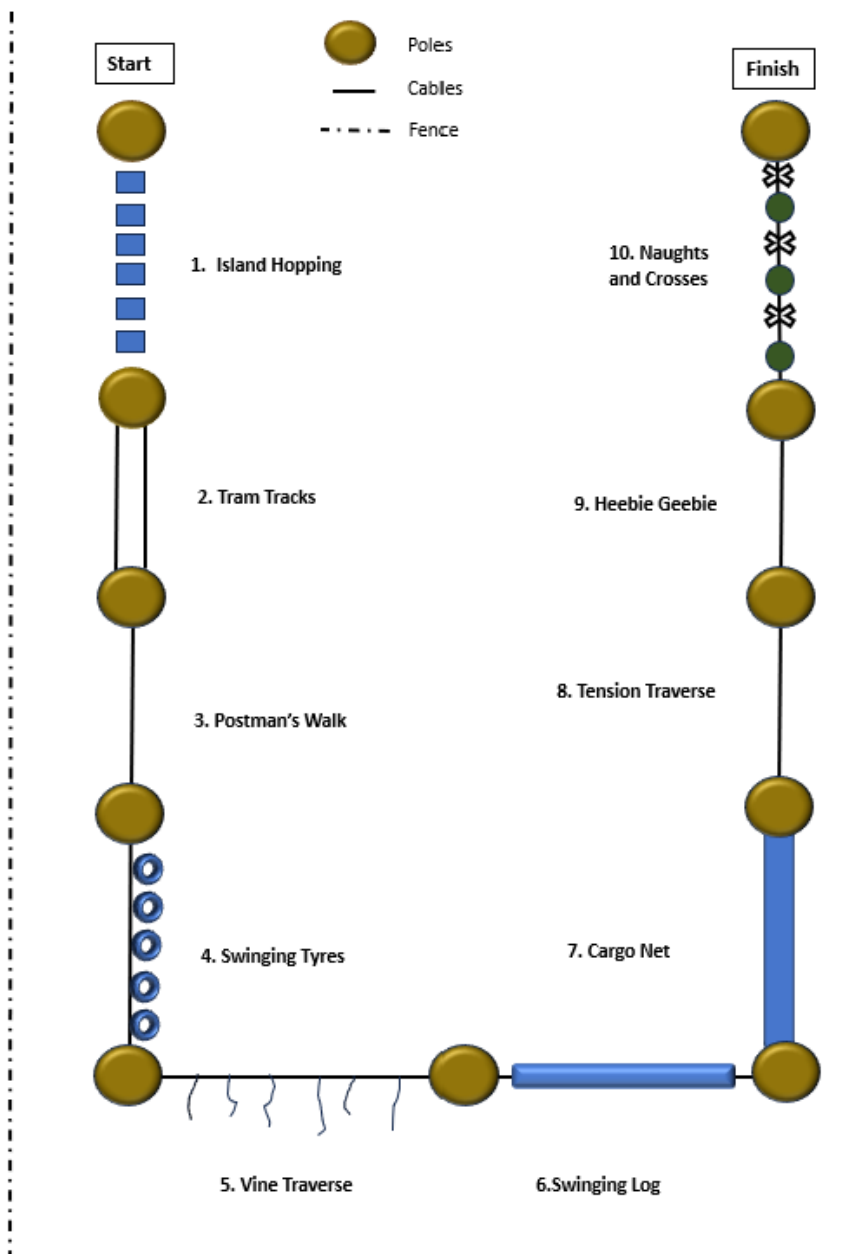 Start
Poles
Cables
Fence
Finish
1. Island Hopping
10. Naughts
and Crosses
2. Tram Tracks
9. Heebie Geebie
8. Tension Traverse
3. Postman's Walk
4. Swinging Tyres
7. Cargo Net
5. Vine Traverse
6.Swinging Log